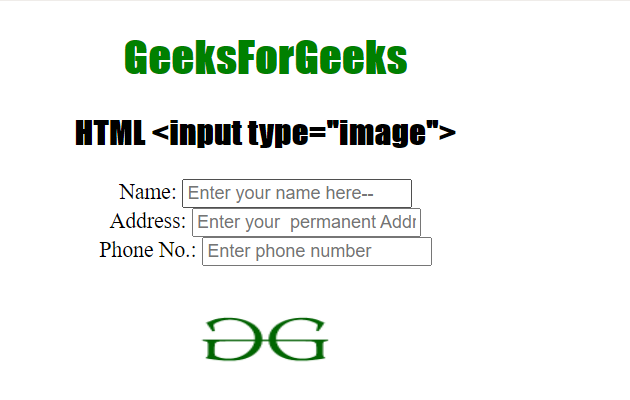 GeeksForGeeks
HTML <input type="image">
Name: Enter your name here--
Address: Enter your  permanent Addr
Phone No.: Enter phone number